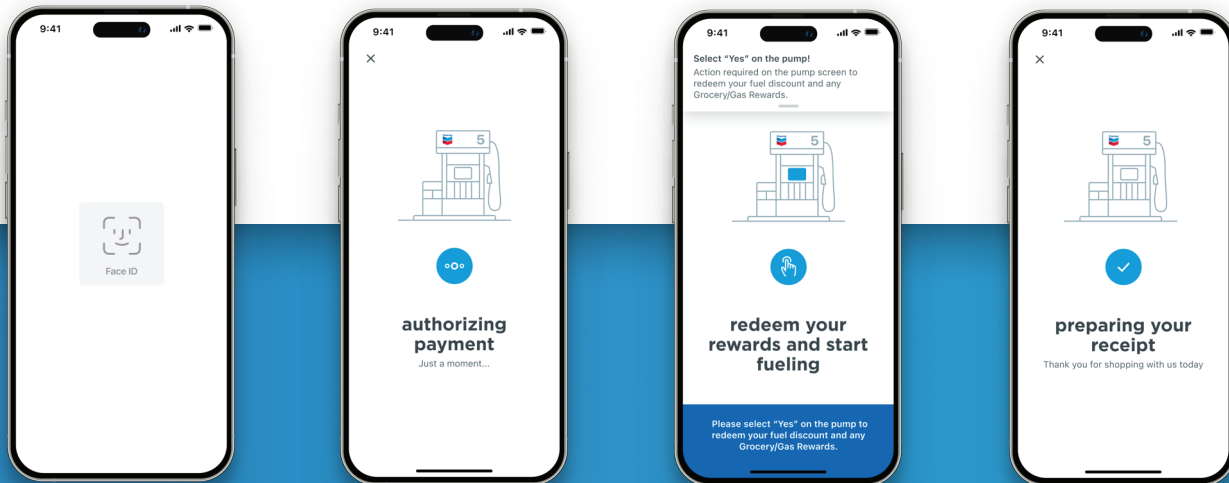 9:41
Face ID
9:41
5
authorizing
payment
Just a moment...
9:41
Select “Yes” on the pump!
Action required on the pump screen to
redeem your fuel discount and any
Grocery/Gas Rewards.
5
redeem your
rewards and start
fueling
Please select “Yes” on the pump to
redeem your fuel discount and any
Grocery/Gas Rewards.
9:41
5
preparing your
receipt
Thank you for shopping with us today